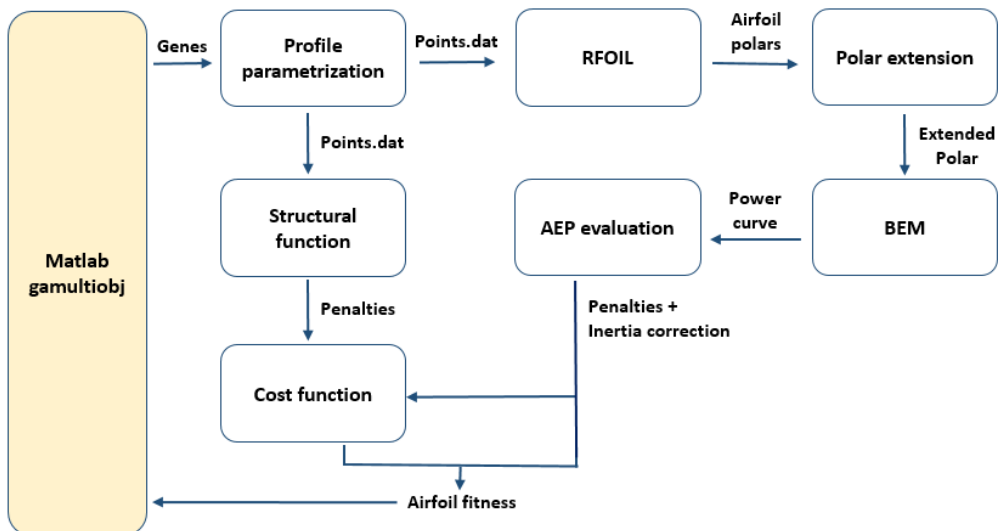 Matlab
gamultiobj
Genes
Profile
parametrization
Points.dat
RFOIL
Airfoil
polars
Polar extension
Points.dat
Extended
Polar
Structural
function
AEP evaluation
Power
curve
BEM
Penalties
Penalties +
Inertia correction
Cost function
Airfoil fitness